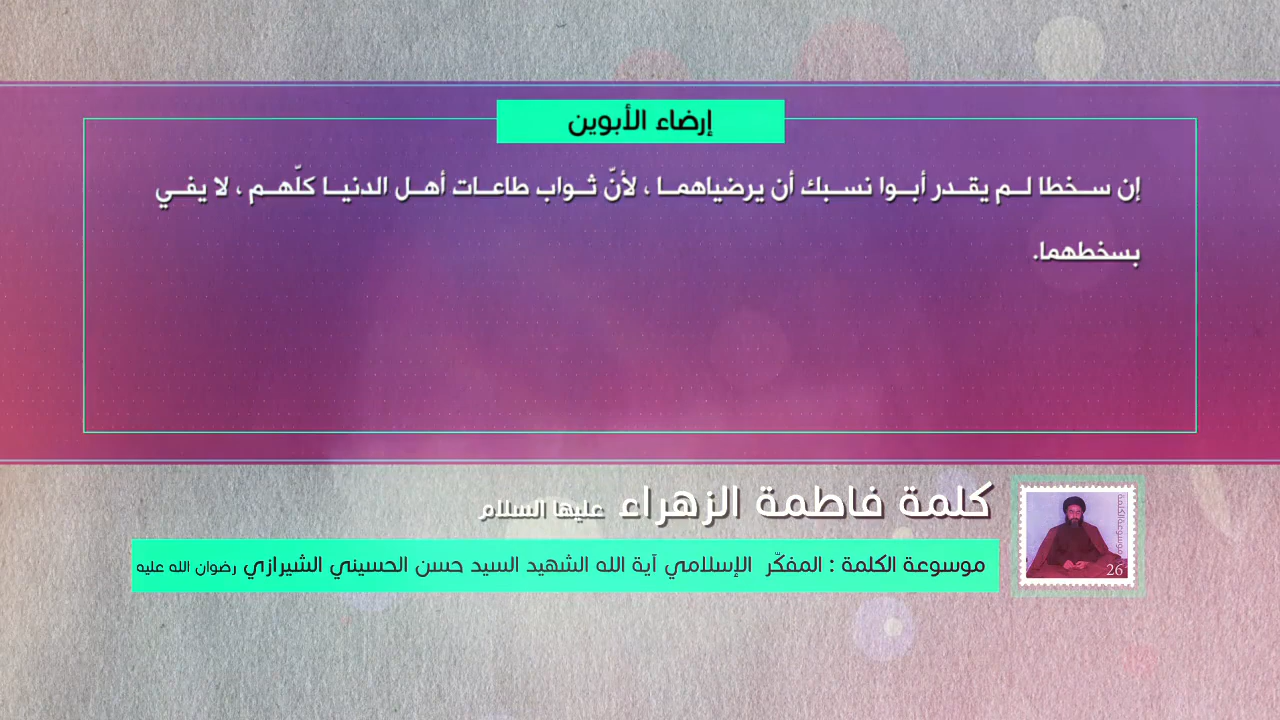 إرضاء الأبوين
إن سخطا لم يقدر أبوا نسبك أن يرضياهما ، لأنّ ثواب طاعات أهل الدنيا كلّهم ، لا يفي
بسخطهما.
كلمة فاطمة الزهراء عليها السلام
موسوعة الكلمة : المفكّر الإسلامي آية الله الشهيد السيد حسن الحسيني الشيرازي رضوان الله عليه
موسوعة الكلمة
26